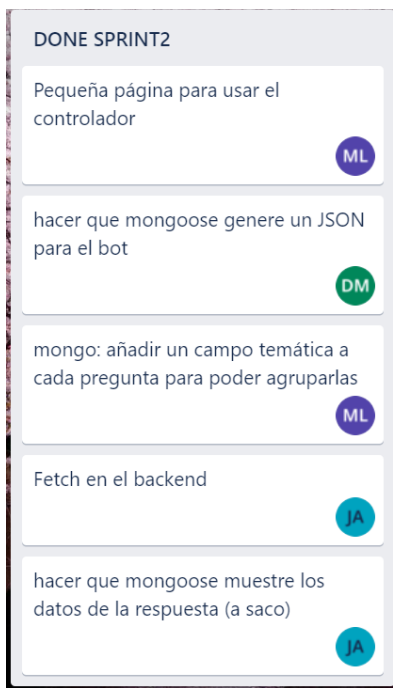 DONE SPRINT2
Pequeña página para usar el
controlador
ML
hacer que mongoose genere un JSON
para el bot
DM
mongo: añadir un campo temática a
cada pregunta para poder agruparlas
ML
Fetch en el backend
JA
hacer que mongoose muestre los
datos de la respuesta (a saco)
JA